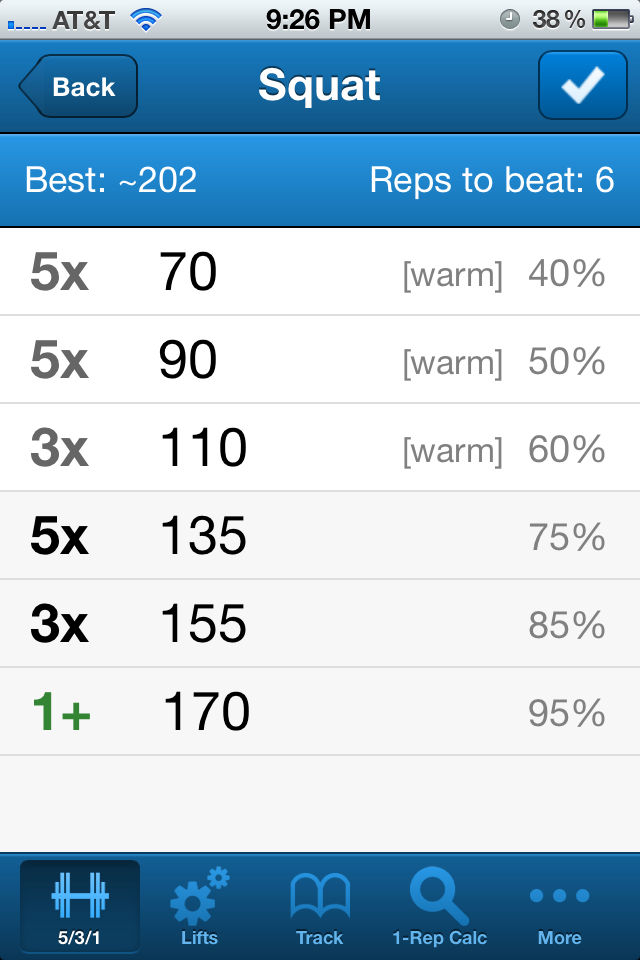 AT&T 9:26 PM 38 %
Back Squat
Best: ~202 Reps to beat: 6
5x 70 [warm] 40%
5x 90 [warm] 50%
3x 110 [warm] 60%
5x 135 75%
3x 155 85%
1+ 170 95%
5/3/1 Lifts Track 1-Rep Calc More